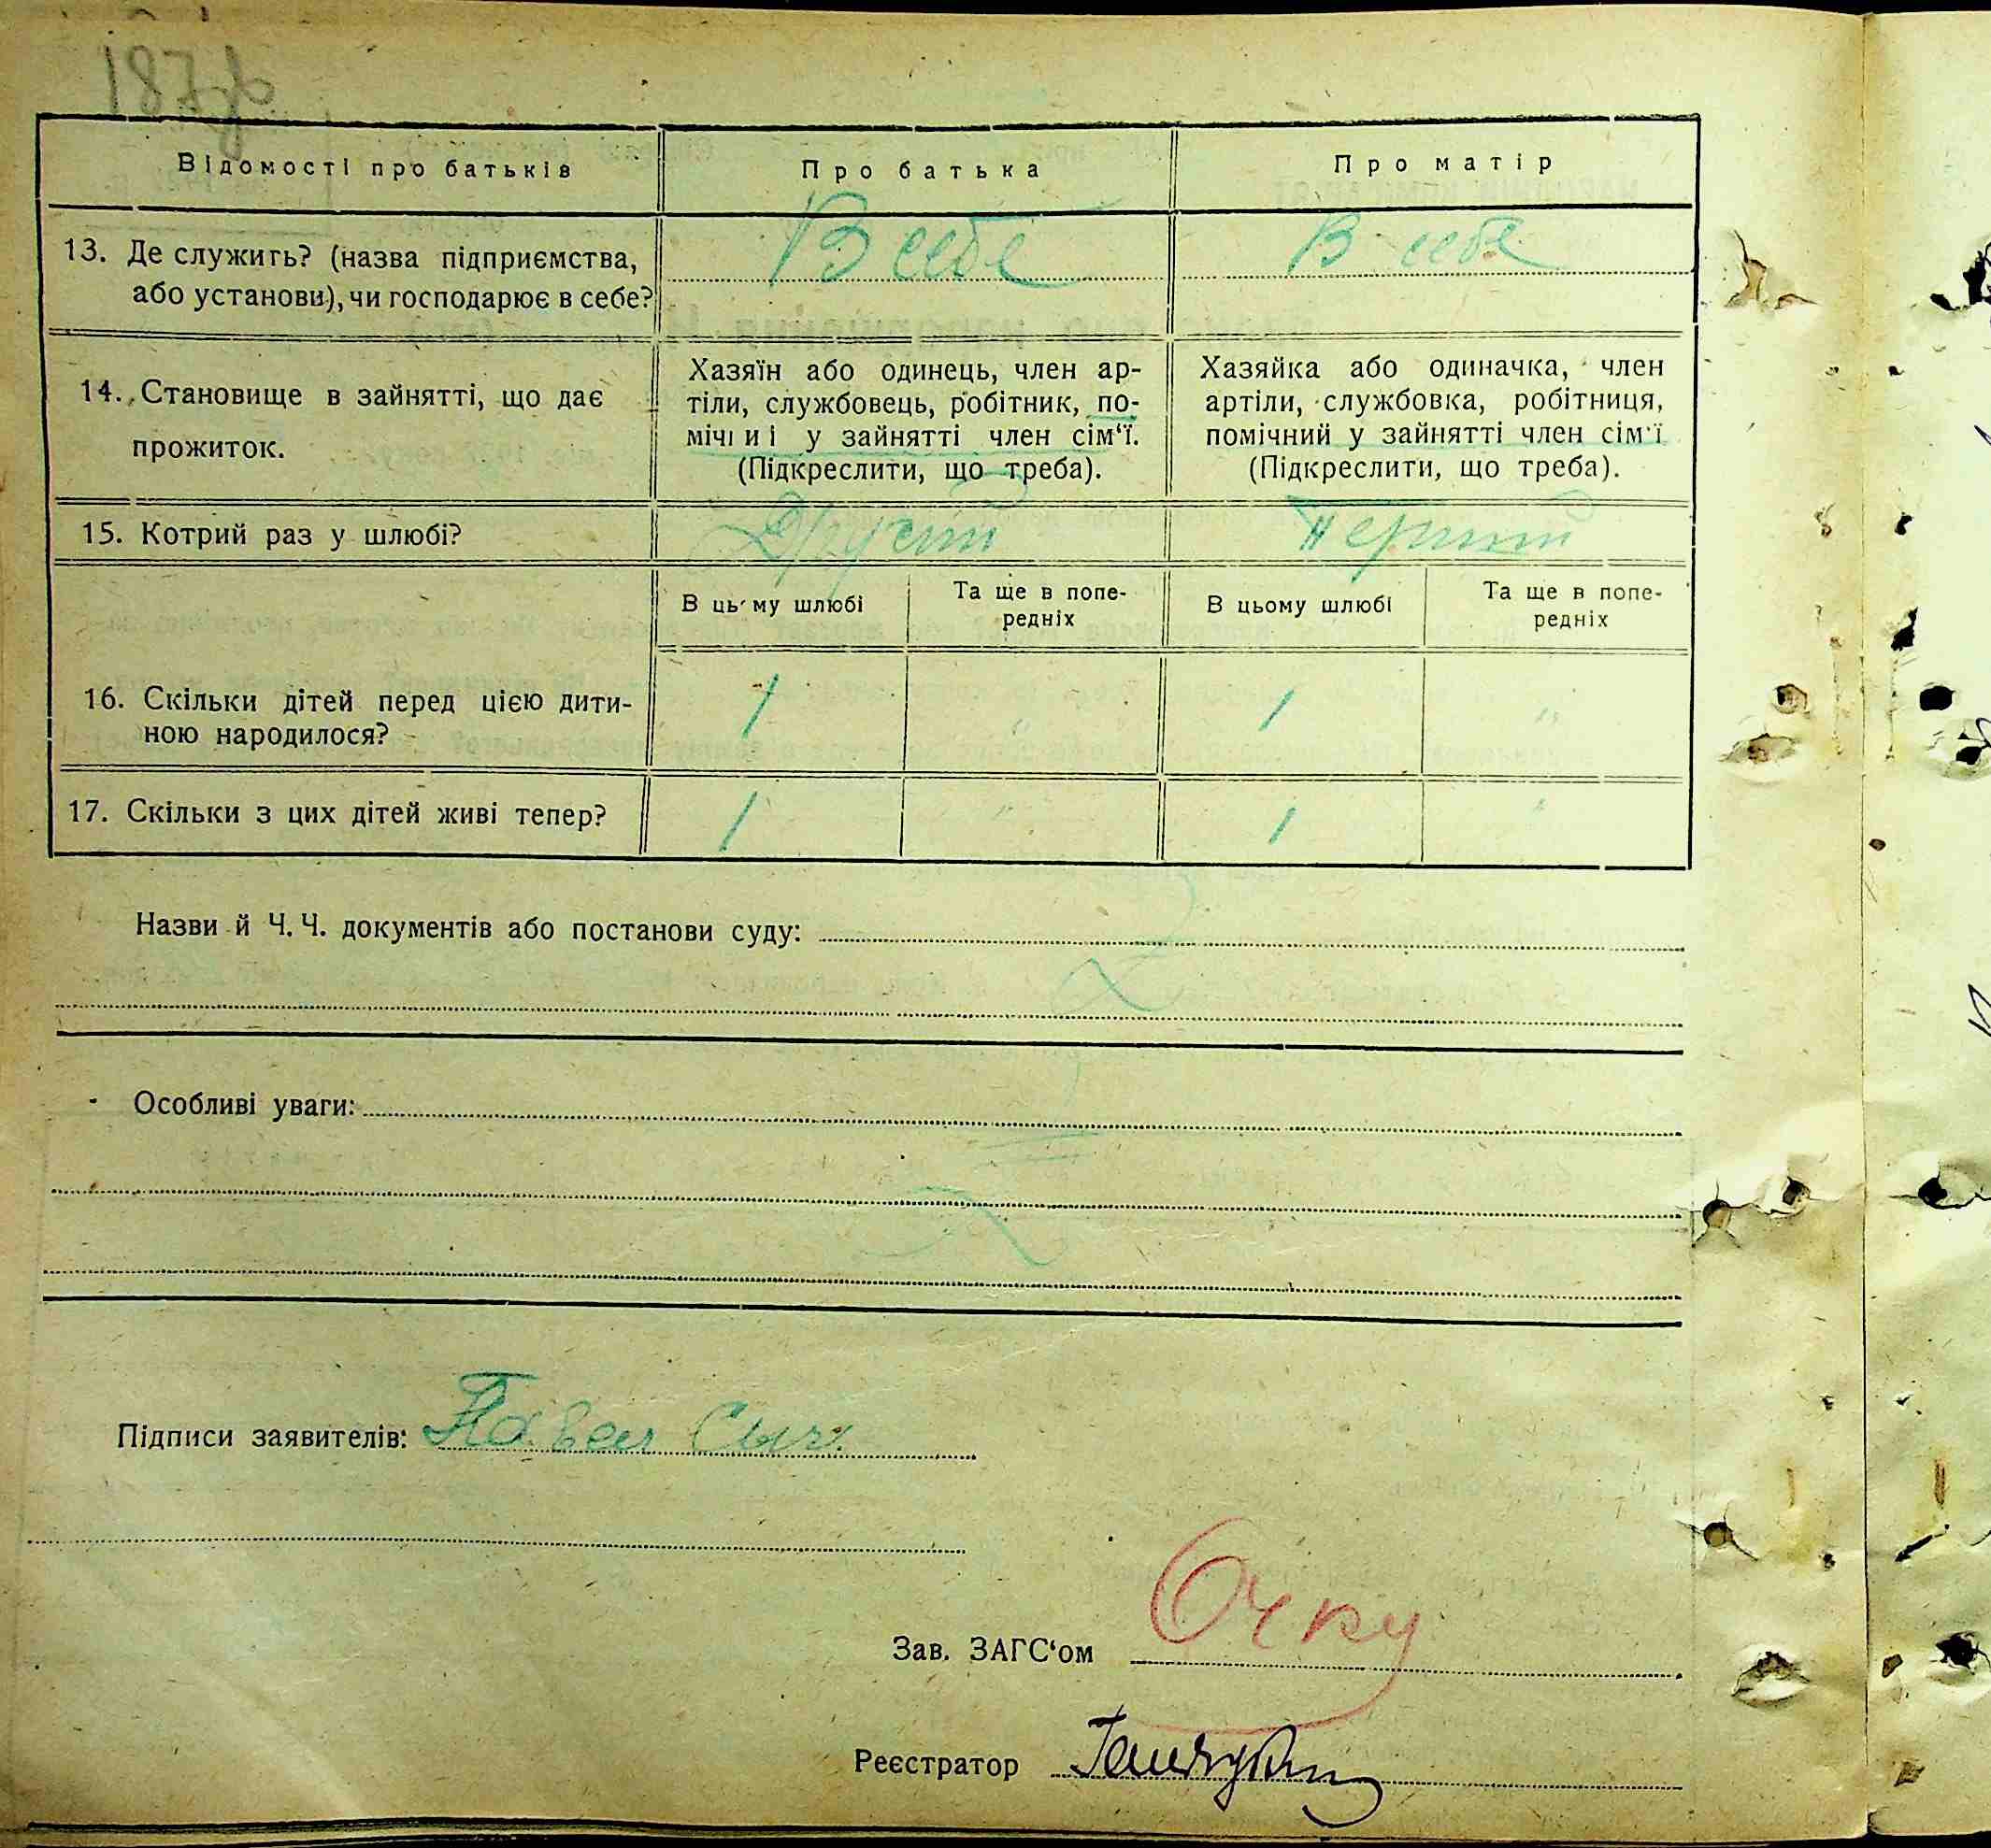 Відомості про батьків
Про батька
Про матір
13. Де служить? (назва підприємства,
або установи), чи господарює в себе?
В себе
В себе
14. Становище в зайнятті, що дає
прожиток.
Хазяїн або одинець, член ар-
тіли, службовець, робітник, по-
мічниі у зайнятті член сім‘ї.
(Підкреслити, що треба).
Хазяйка або одиначка, член
артіли, службовка, робітниця,
помічний у зайнятті член сім‘ї
(Підкреслити, що треба).
15. Котрий раз у шлюбі?
Другий
Перший
В цьому шлюбі
Та ще в попе-
редніх
В цьому шлюбі
Та ще в попе-
редніх
16. Скільки дітей перед цією дити-
ною народилося?
1 " 1 "
17. Скільки з цих дітей живі тепер?
1 " 1 "
Назви й Ч. Ч. документів або постанови суду:
Особливі уваги:
Підписи заявителів: Павел Сыч
Зав. ЗАГС‘ом
Реєстратор